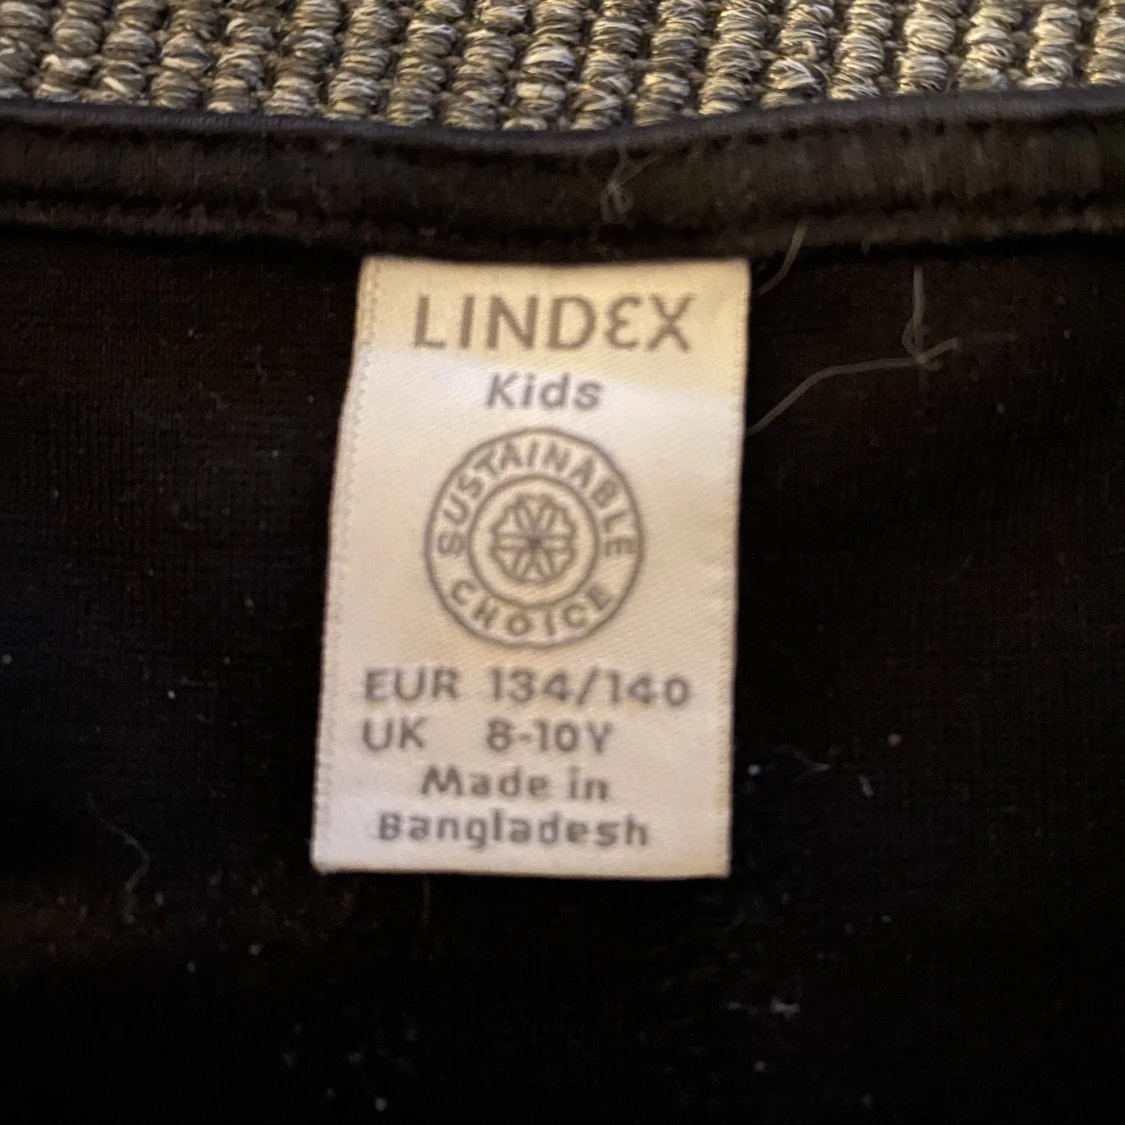 LINDEX
Kids
SUSTAINABLE
CHOICE
EUR 134/140
UK 8-10Y
Made in
Bangladesh